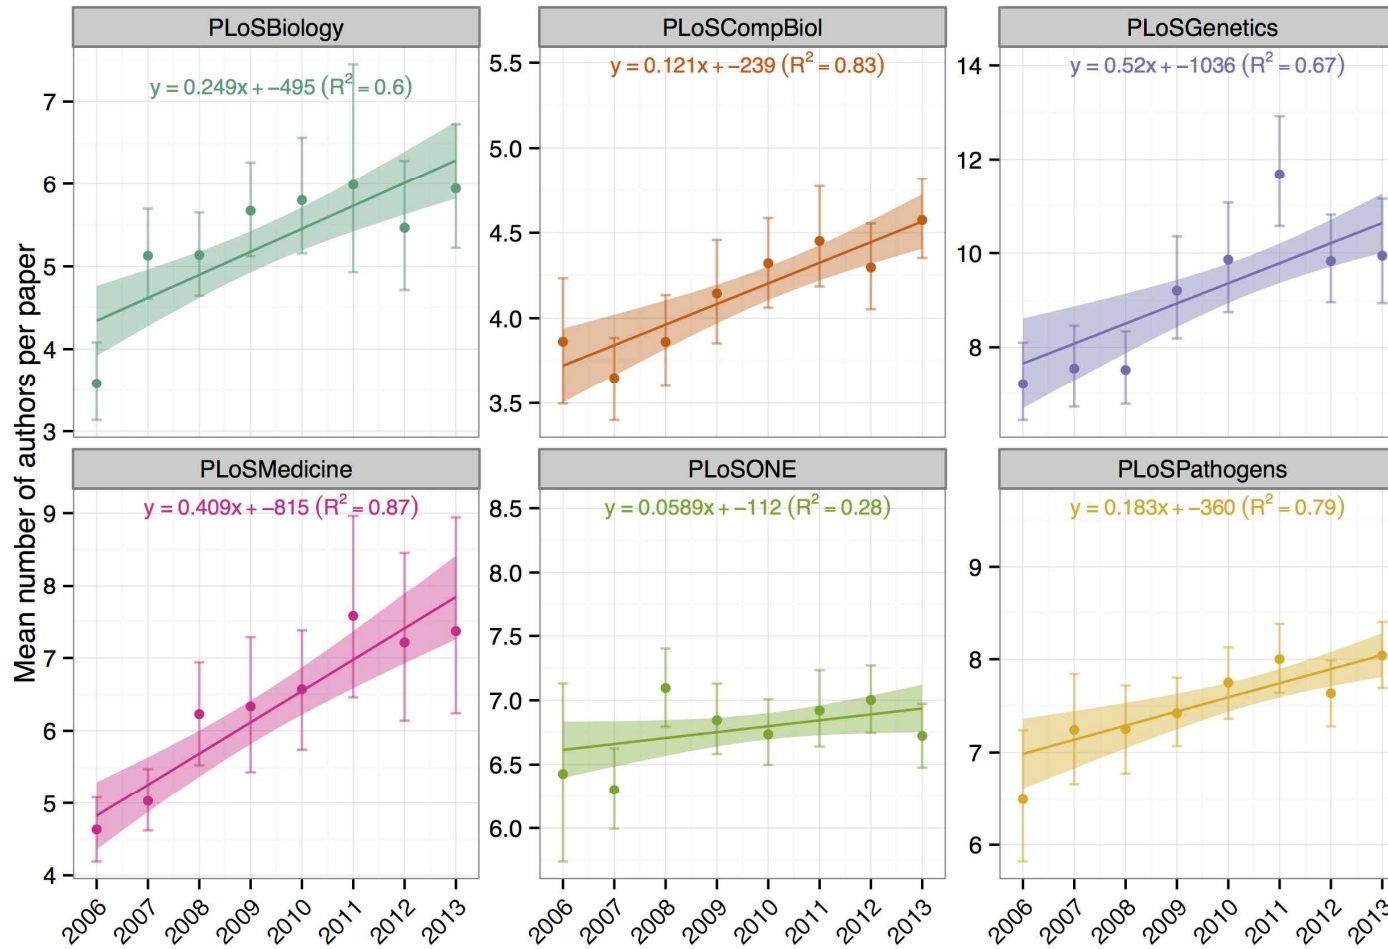 PLoSBiology
PLoSCompBiol
PLoSGenetics
y = 0.249x + −495 (R² = 0.6)
y = 0.121x + −239 (R² = 0.83)
y = 0.52x + −1036 (R² = 0.67)
7
6
5
4
3
5.5
5.0
4.5
4.0
3.5
14
12
10
8
Mean number of authors per paper
PLoSMedicine
PLoSONE
PLoSPathogens
y = 0.409x + −815 (R² = 0.87)
y = 0.0589x + −112 (R² = 0.28)
y = 0.183x + −360 (R² = 0.79)
9
8
7
6
5
4
8.5
8.0
7.5
7.0
6.5
6.0
9
8
7
6
2006 2007 2008 2009 2010 2011 2012 2013
2006 2007 2008 2009 2010 2011 2012 2013
2006 2007 2008 2009 2010 2011 2012 2013